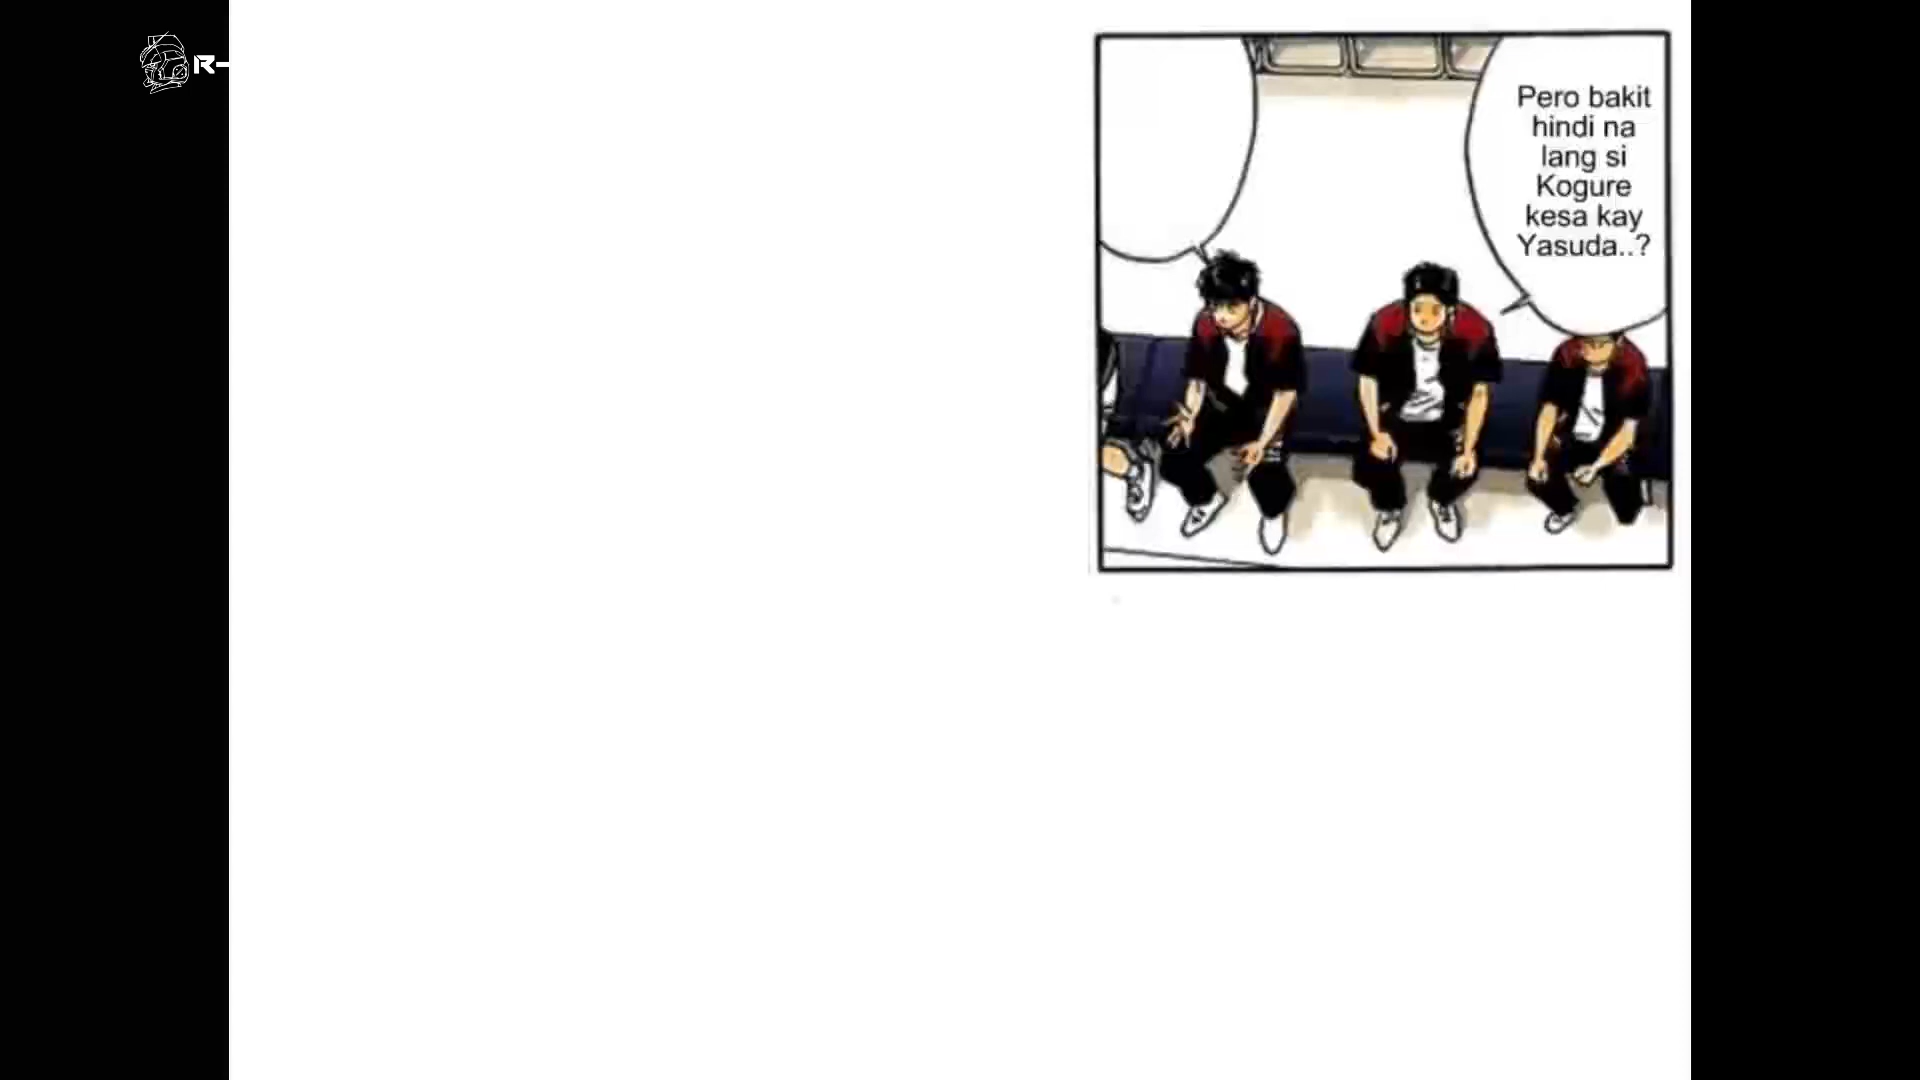 R-
Pero bakit
hindi na
lang si
Kogure
kesa kay
Yasuda..?